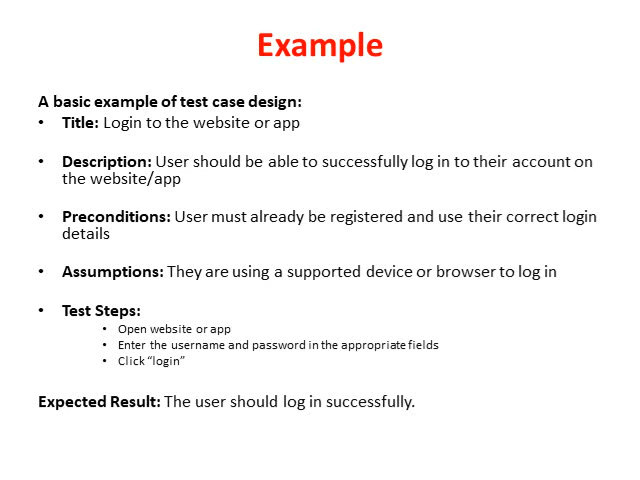 Example
A basic example of test case design:
• Title: Login to the website or app
• Description: User should be able to successfully log in to their account on
the website/app
• Preconditions: User must already be registered and use their correct login
details
• Assumptions: They are using a supported device or browser to log in
• Test Steps:
• Open website or app
• Enter the username and password in the appropriate fields
• Click “login”
Expected Result: The user should log in successfully.